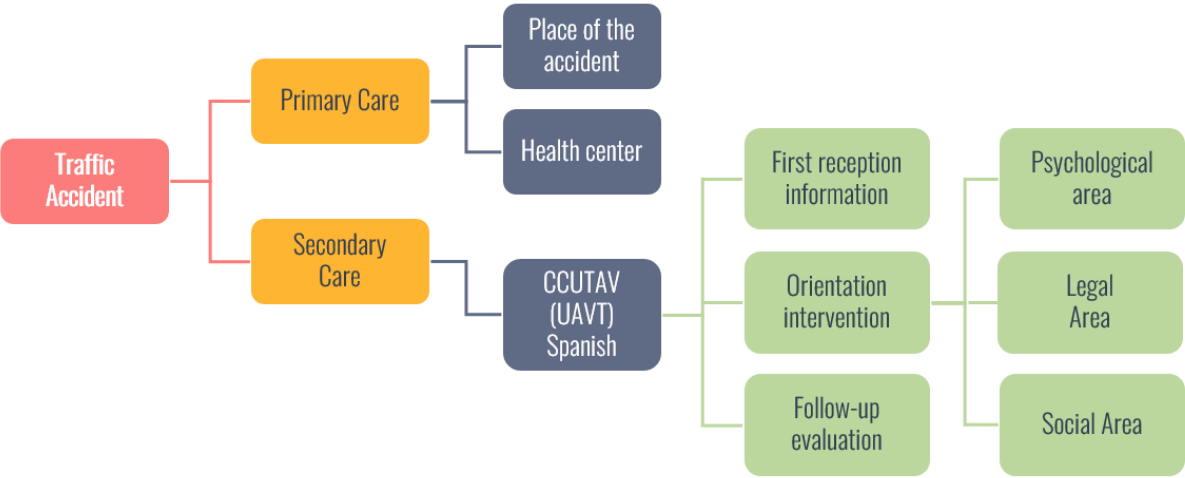 Traffic
Accident
Primary Care
Place of the
accident
Health center
Secondary
Care
CCUTAV
(UAVT)
Spanish
First reception
information
Orientation
intervention
Follow-up
evaluation
Psychological
area
Legal
Area
Social Area